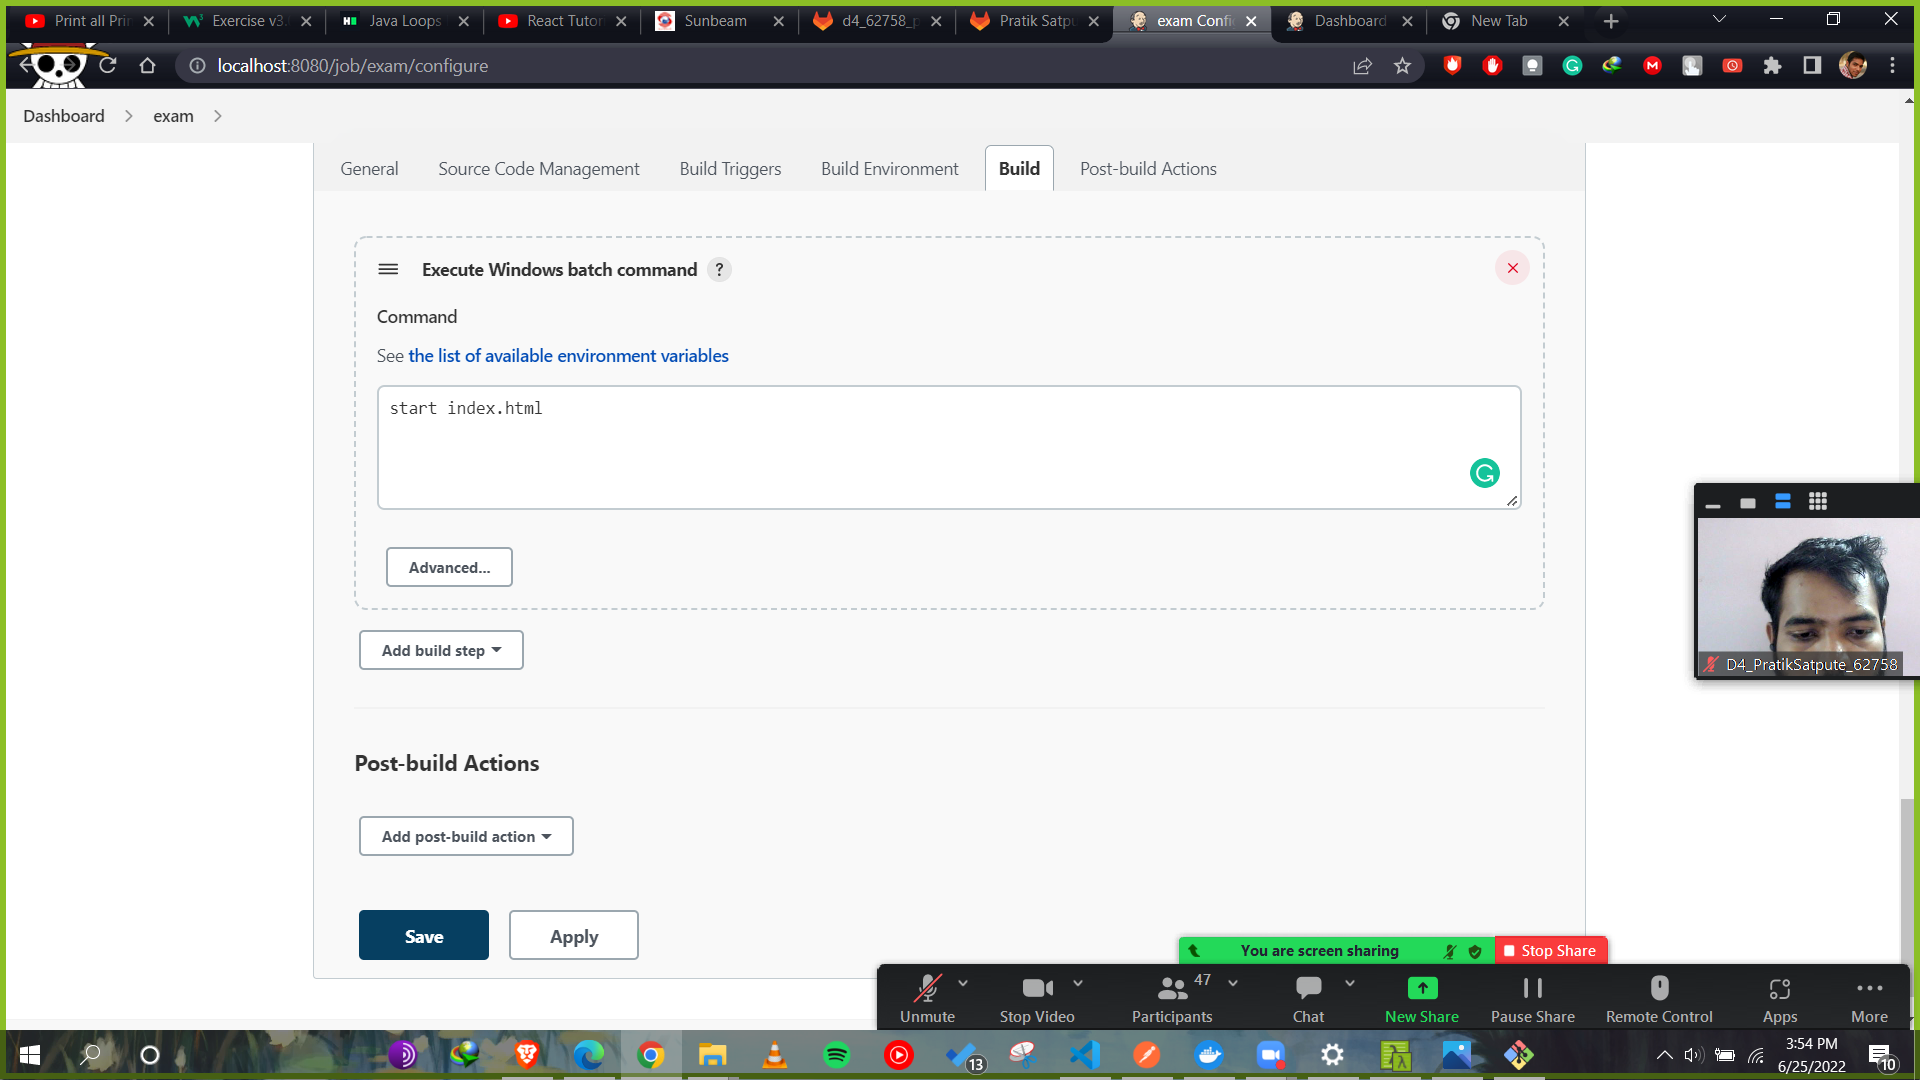 Print all Prin
Exercise v3.
Java Loops
React Tutor
Sunbeam
d4_62758_p
Pratik Satpu
exam Confi
Dashboard
New Tab
localhost:8080/job/exam/configure
Dashboard
exam
General
Source Code Management
Build Triggers
Build Environment
Build
Post-build Actions
Execute Windows batch command ?
Command
See the list of available environment variables
start index.html
Advanced...
Add build step
Post-build Actions
Add post-build action
Save
Apply
D4_PratikSatpute_62758
You are screen sharing
Stop Share
47
Unmute
Stop Video
Participants
Chat
New Share
Pause Share
Remote Control
Apps
More
13
3:54 PM
6/25/2022
10